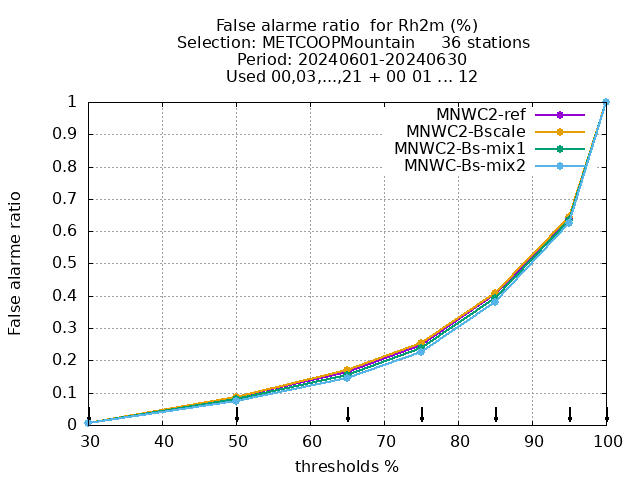 False alarme ratio  for Rh2m (%)
Selection: METCOOPMountain     36 stations
Period: 20240601-20240630
Used 00,03,...,21 + 00 01 ... 12
MNWC2-ref
MNWC2-Bscale
MNWC2-Bs-mix1
MNWC-Bs-mix2
False alarme ratio
1
0.9
0.8
0.7
0.6
0.5
0.4
0.3
0.2
0.1
0
30 40 50 60 70 80 90 100
thresholds %